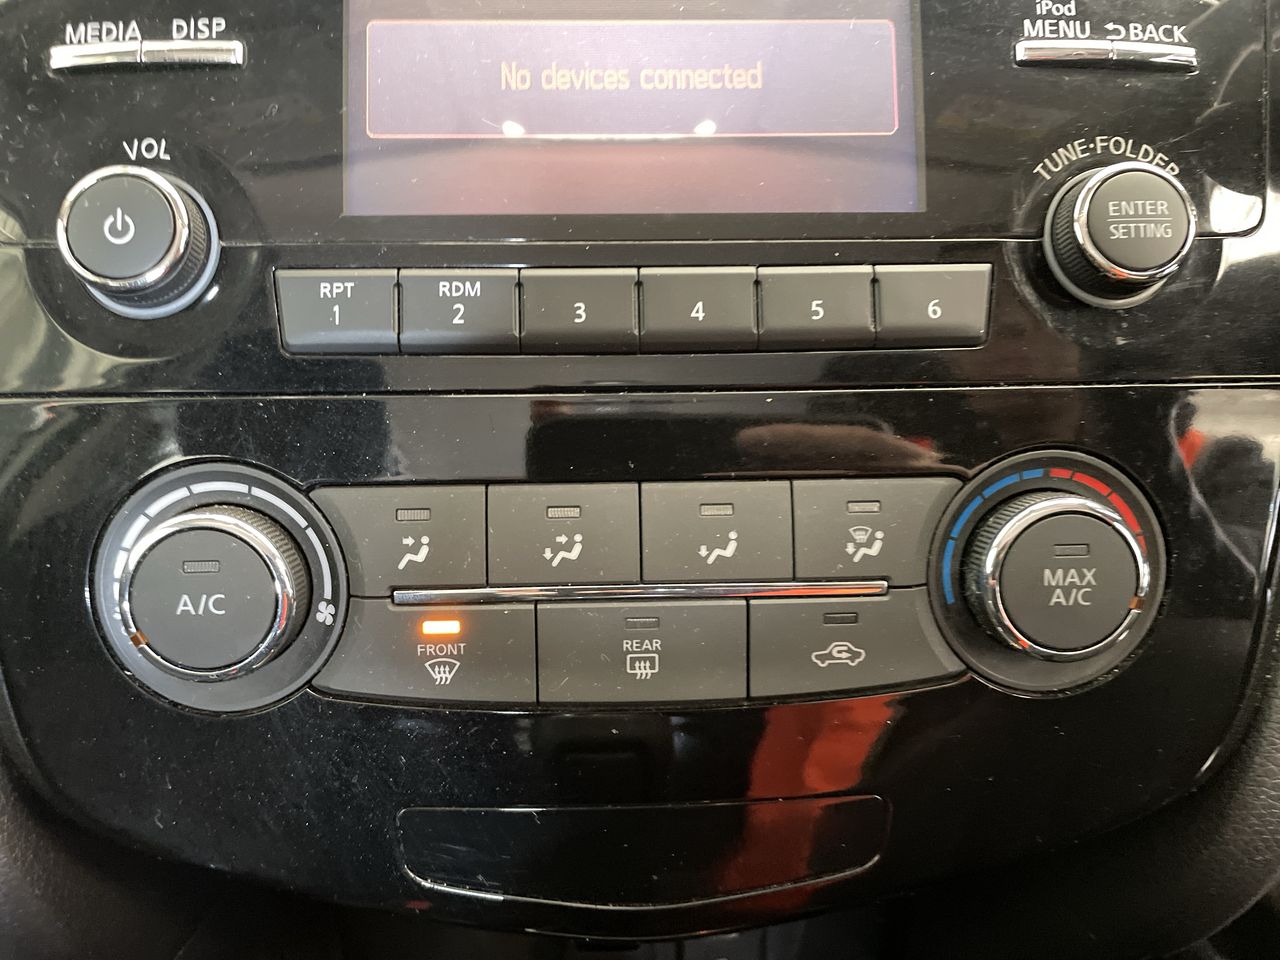 MEDIA DISP
iPod
MENU BACK
No devices connected
VOL
TUNE·FOLDER
ENTER
SETTING
RPT
1
RDM
2
3
4
5
6
A/C
MAX
A/C
FRONT
REAR